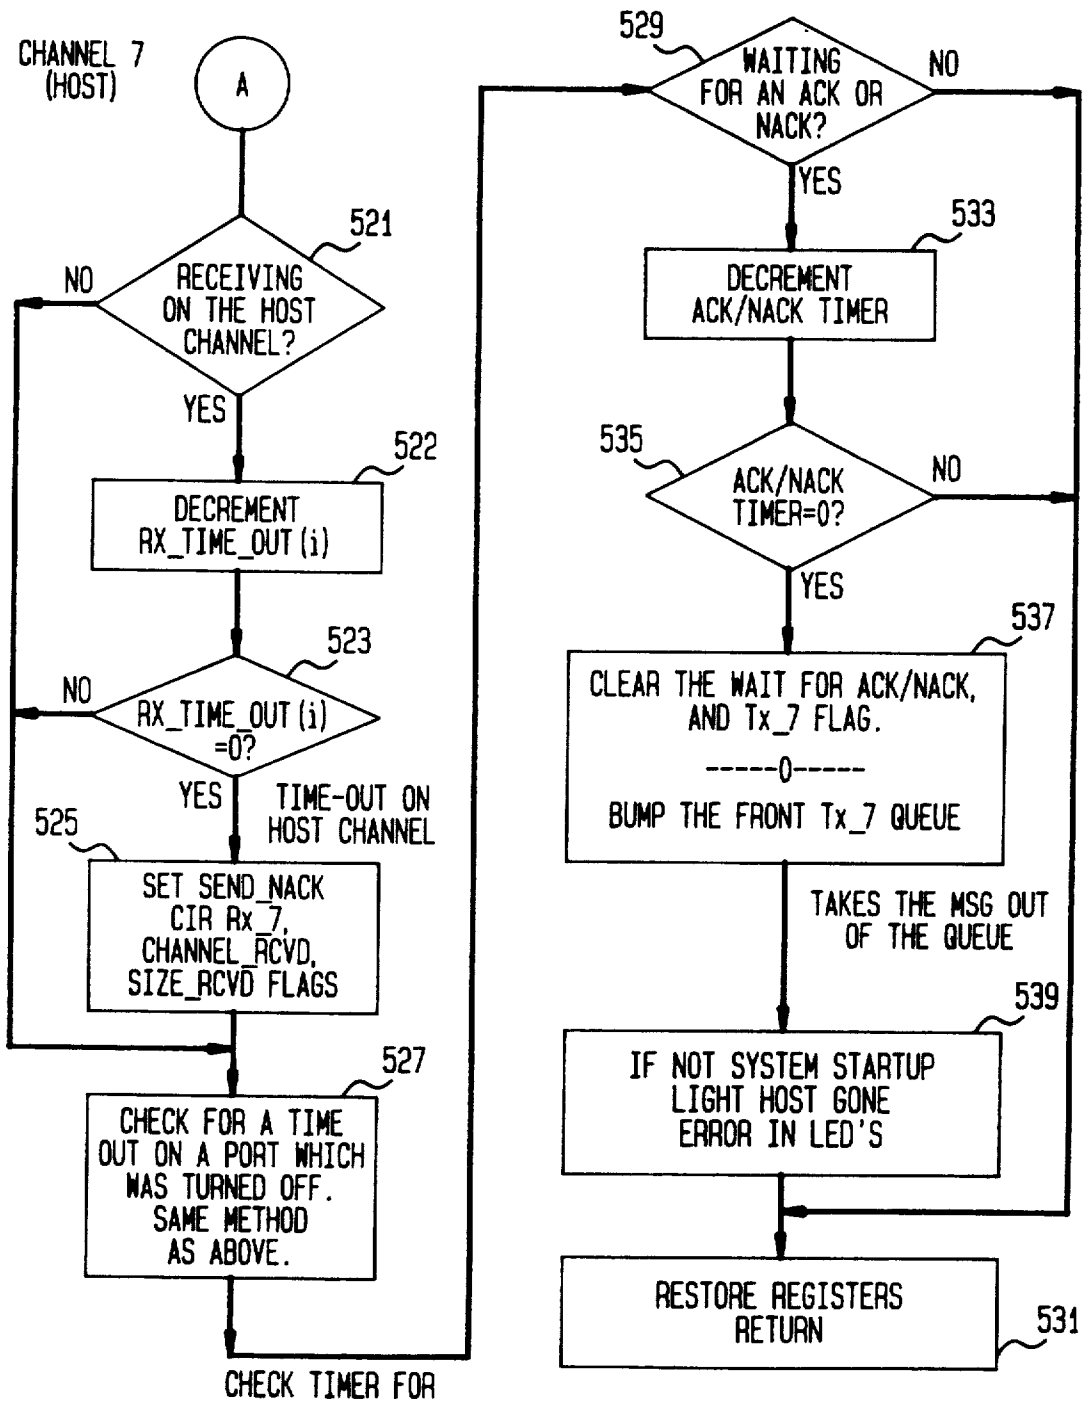 CHANNEL 7
(HOST)
A
521
RECEIVING
ON THE HOST
CHANNEL?
NO
YES
522
DECREMENT
RX_TIME_OUT(i)
523
RX_TIME_OUT(i)
=0?
NO
YES
TIME-OUT ON
HOST CHANNEL
525
SET SEND_NACK
CIR Rx_7,
CHANNEL_RCVD,
SIZE_RCVD FLAGS
527
CHECK FOR A TIME
OUT ON A PORT WHICH
WAS TURNED OFF.
SAME METHOD
AS ABOVE.
CHECK TIMER FOR
529
WAITING
FOR AN ACK OR
NACK?
NO
YES
533
DECREMENT
ACK/NACK TIMER
535
ACK/NACK
TIMER=0?
NO
YES
537
CLEAR THE WAIT FOR ACK/NACK,
AND Tx_7 FLAG.
-----0-----
BUMP THE FRONT Tx_7 QUEUE
TAKES THE MSG OUT
OF THE QUEUE
539
IF NOT SYSTEM STARTUP
LIGHT HOST GONE
ERROR IN LED'S
RESTORE REGISTERS
RETURN
531